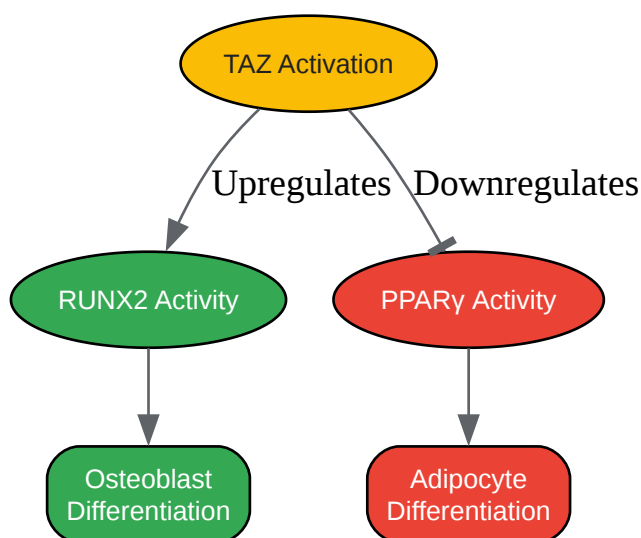 TAZ Activation
Upregulates
Downregulates
RUNX2 Activity
PPARγ Activity
Osteoblast
Differentiation
Adipocyte
Differentiation